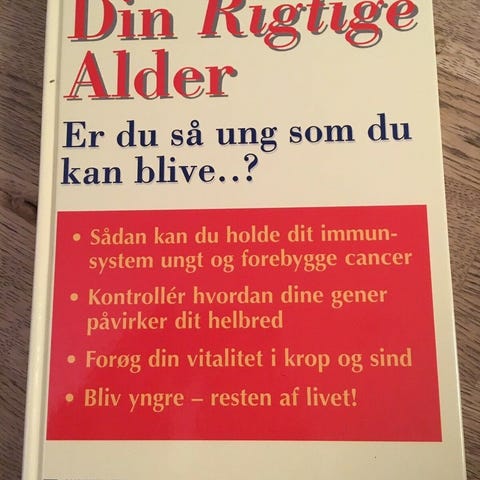 Din Rigtige
Alder
Er du så ung som du
kan blive..?
• Sådan kan du holde dit immun-
system ungt og forebygge cancer
• Kontrollér hvordan dine gener
påvirker dit helbred
• Forøg din vitalitet i krop og sind
• Bliv yngre – resten af livet!